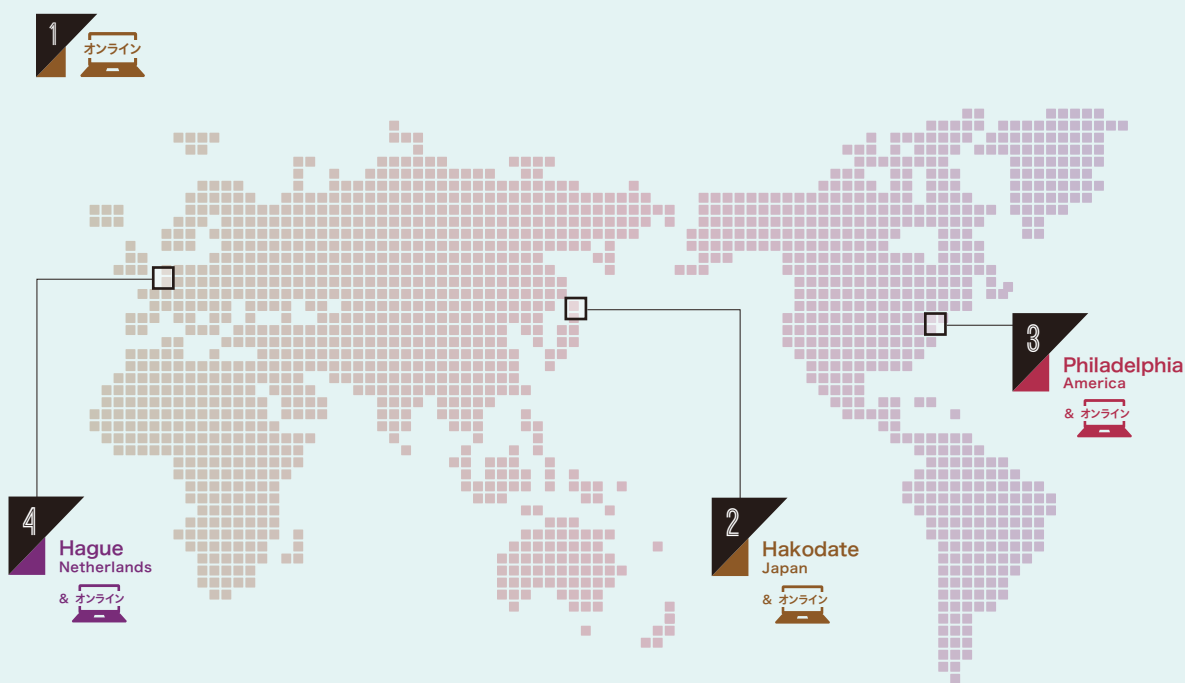 1
オンライン
3
Philadelphia
America
& オンライン
4
Hague
Netherlands
& オンライン
2
Hakodate
Japan
& オンライン